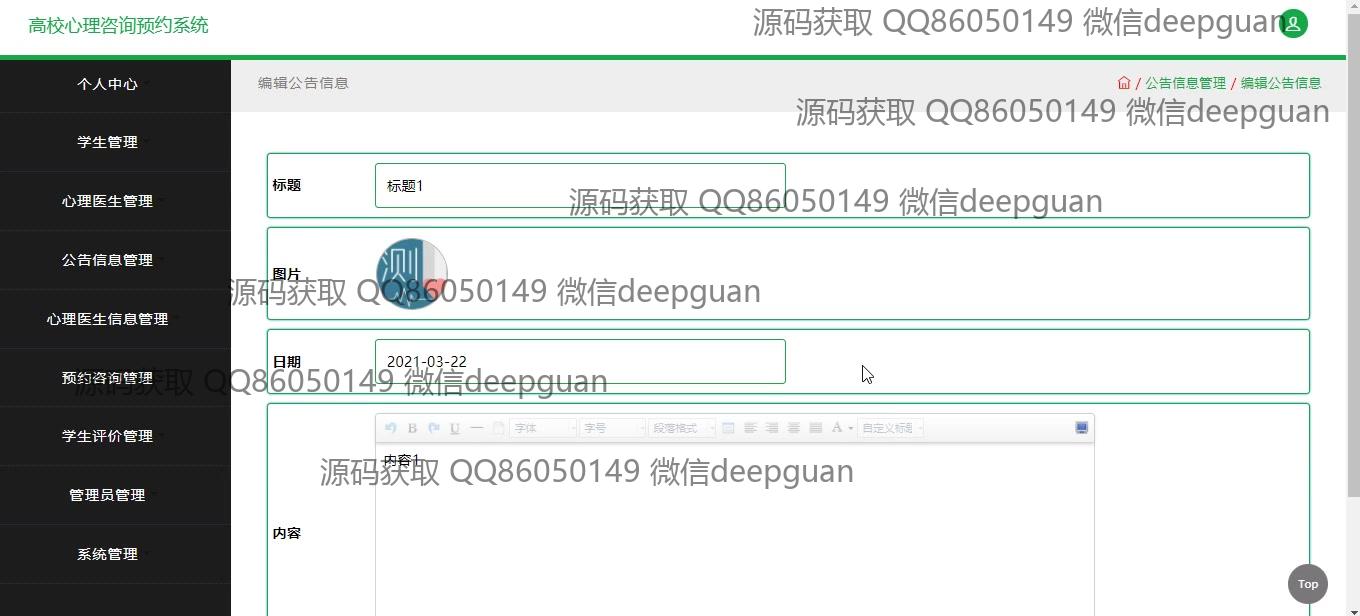 高校心理咨询预约系统
源码获取 QQ86050149 微信deepguan
个人中心
编辑公告信息
/ 公告信息管理 / 编辑公告信息
源码获取 QQ86050149 微信deepguan
学生管理
标题 标题1
心理医生管理
源码获取 QQ86050149 微信deepguan
公告信息管理
图片
测
源码获取 QQ86050149 微信deepguan
心理医生信息管理
日期 2021-03-22
预约咨询管理
源码获取 QQ86050149 微信deepguan
学生评价管理
B U 字体 字号 段落格式 A 自定义标题
内容1
源码获取 QQ86050149 微信deepguan
管理员管理
内容
系统管理
Top